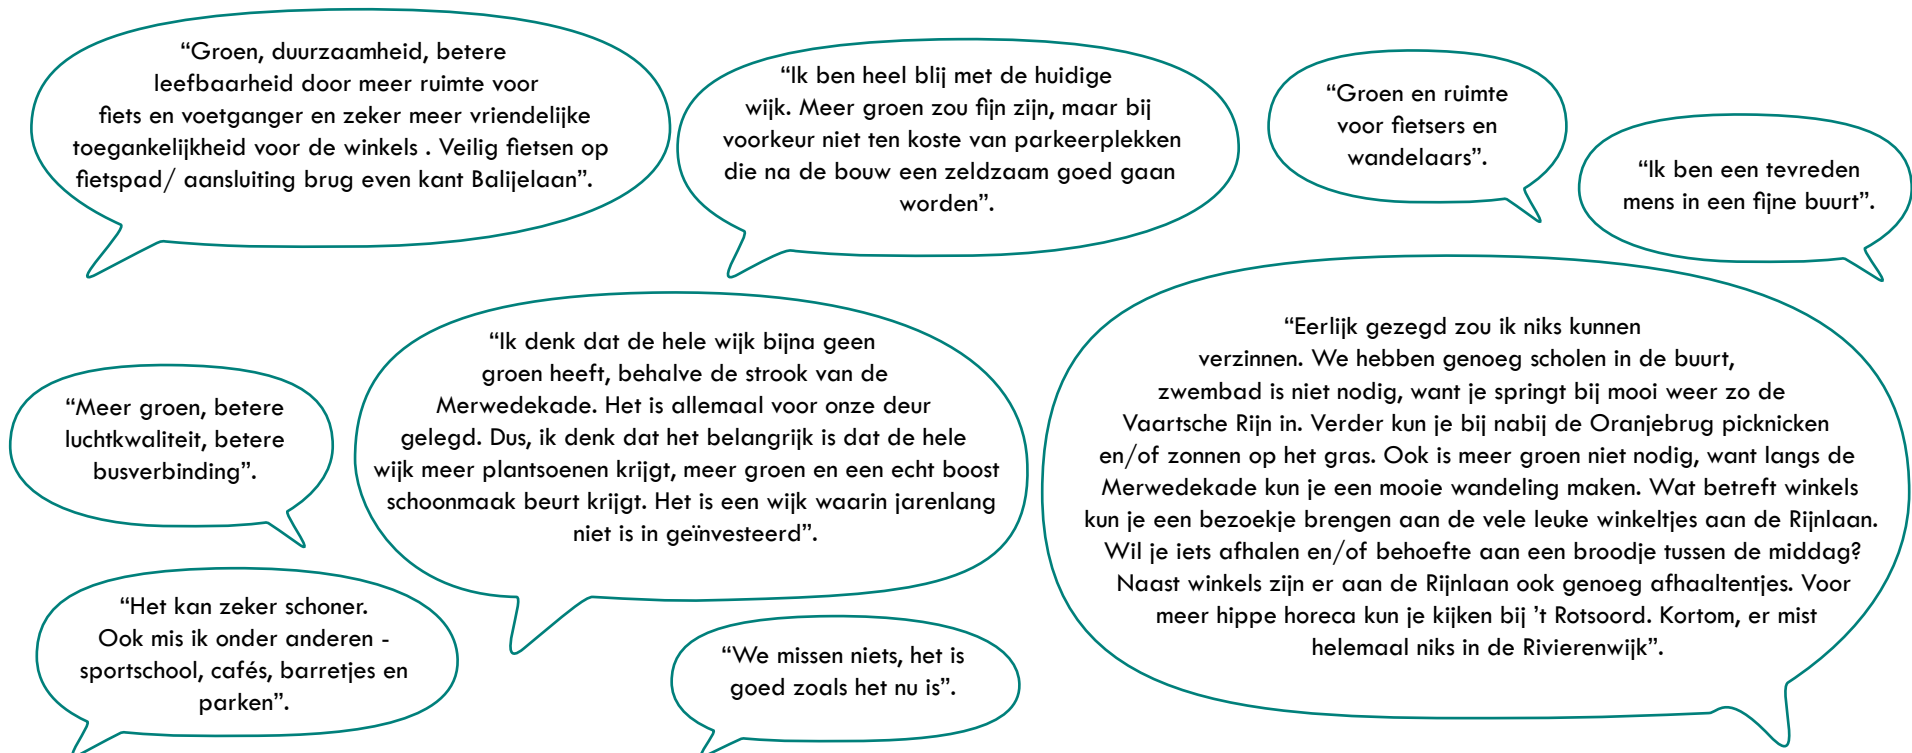 “Groen, duurzaamheid, betere
leefbaarheid door meer ruimte voor
fiets en voetganger en zeker meer vriendelijke
toegankelijkheid voor de winkels . Veilig fietsen op
fietspad/ aansluiting brug even kant Balijelaan”.
“Ik ben heel blij met de huidige
wijk. Meer groen zou fijn zijn, maar bij
voorkeur niet ten koste van parkeerplekken
die na de bouw een zeldzaam goed gaan
worden”.
“Groen en ruimte
voor fietsers en
wandelaars”.
“Ik ben een tevreden
mens in een fijne buurt”.
“Meer groen, betere
luchtkwaliteit, betere
busverbinding”.
“Ik denk dat de hele wijk bijna geen
groen heeft, behalve de strook van de
Merwedekade. Het is allemaal voor onze deur
gelegd. Dus, ik denk dat het belangrijk is dat de hele
wijk meer plantsoenen krijgt, meer groen en een echt boost
schoonmaak beurt krijgt. Het is een wijk waarin jarenlang
niet is in geïnvesteerd”.
“Eerlijk gezegd zou ik niks kunnen
verzinnen. We hebben genoeg scholen in de buurt,
zwembad is niet nodig, want je springt bij mooi weer zo de
Vaartsche Rijn in. Verder kun je bij nabij de Oranjebrug picknicken
en/of zonnen op het gras. Ook is meer groen niet nodig, want langs de
Merwedekade kun je een mooie wandeling maken. Wat betreft winkels
kun je een bezoekje brengen aan de vele leuke winkeltjes aan de Rijnlaan.
Wil je iets afhalen en/of behoefte aan een broodje tussen de middag?
Naast winkels zijn er aan de Rijnlaan ook genoeg afhaaltentjes. Voor
meer hippe horeca kun je kijken bij ’t Rotsoord. Kortom, er mist
helemaal niks in de Rivierenwijk”.
“Het kan zeker schoner.
Ook mis ik onder anderen -
sportschool, cafés, barretjes en
parken”.
“We missen niets, het is
goed zoals het nu is”.